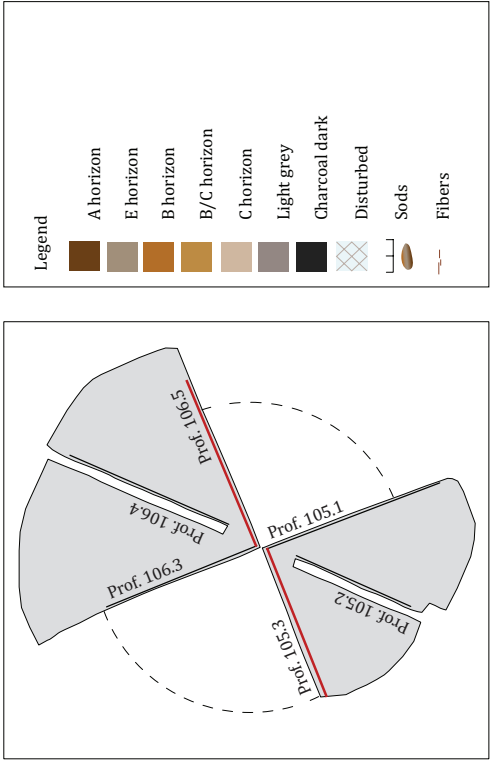 Legend
A horizon
E horizon
B horizon
B/C horizon
C horizon
Light grey
Charcoal dark
Disturbed
Sods
Fibers
Prof. 106.5
Prof. 106.4
Prof. 106.3
Prof. 105.1
Prof. 105.2
Prof. 105.3